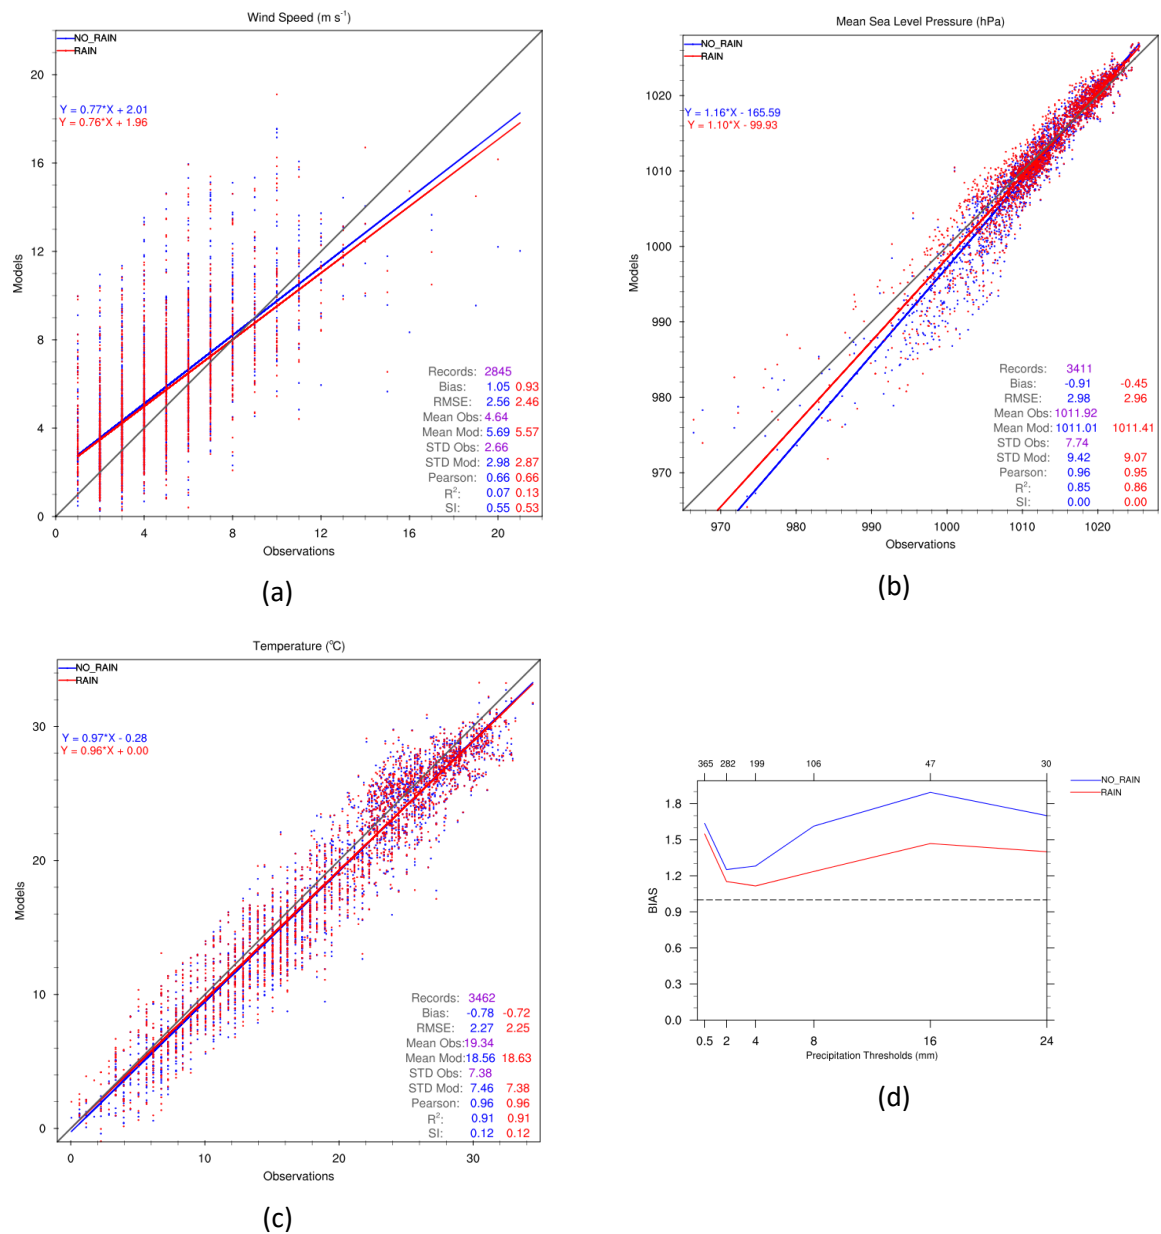 Wind Speed (m s-1)
NO_RAIN
RAIN
Y = 0.77*X + 2.01
Y = 0.76*X + 1.96
20
16
12
8
4
0
Models
Records: 2845
Bias: 1.05 0.93
RMSE: 2.56 2.46
Mean Obs: 4.64
Mean Mod: 5.69 5.57
STD Obs: 2.66
STD Mod: 2.98 2.87
Pearson: 0.66 0.66
R2: 0.07 0.13
SI: 0.55 0.53
0 4 8 12 16 20
Observations
(a)
Mean Sea Level Pressure (hPa)
NO_RAIN
RAIN
Y = 1.16*X - 165.59
Y = 1.10*X - 99.93
1020
1010
1000
990
980
970
Models
Records: 3411
Bias: -0.91 -0.45
RMSE: 2.98 2.96
Mean Obs: 1011.92
Mean Mod: 1011.01 1011.41
STD Obs: 7.74
STD Mod: 9.42 9.07
Pearson: 0.96 0.95
R2: 0.85 0.86
SI: 0.00 0.00
970 980 990 1000 1010 1020
Observations
(b)
Temperature (°C)
NO_RAIN
RAIN
Y = 0.97*X - 0.28
Y = 0.96*X + 0.00
30
20
10
0
Models
Records: 3462
Bias: -0.78 -0.72
RMSE: 2.27 2.25
Mean Obs: 19.34
Mean Mod: 18.56 18.63
STD Obs: 7.38
STD Mod: 7.46 7.38
Pearson: 0.96 0.96
R2: 0.91 0.91
SI: 0.12 0.12
0 10 20 30
Observations
(c)
365 282 199 106 47 30
NO_RAIN
RAIN
1.8
1.5
1.2
0.9
0.6
0.3
0.0
BIAS
0.5 2 4 8 16 24
Precipitation Thresholds (mm)
(d)